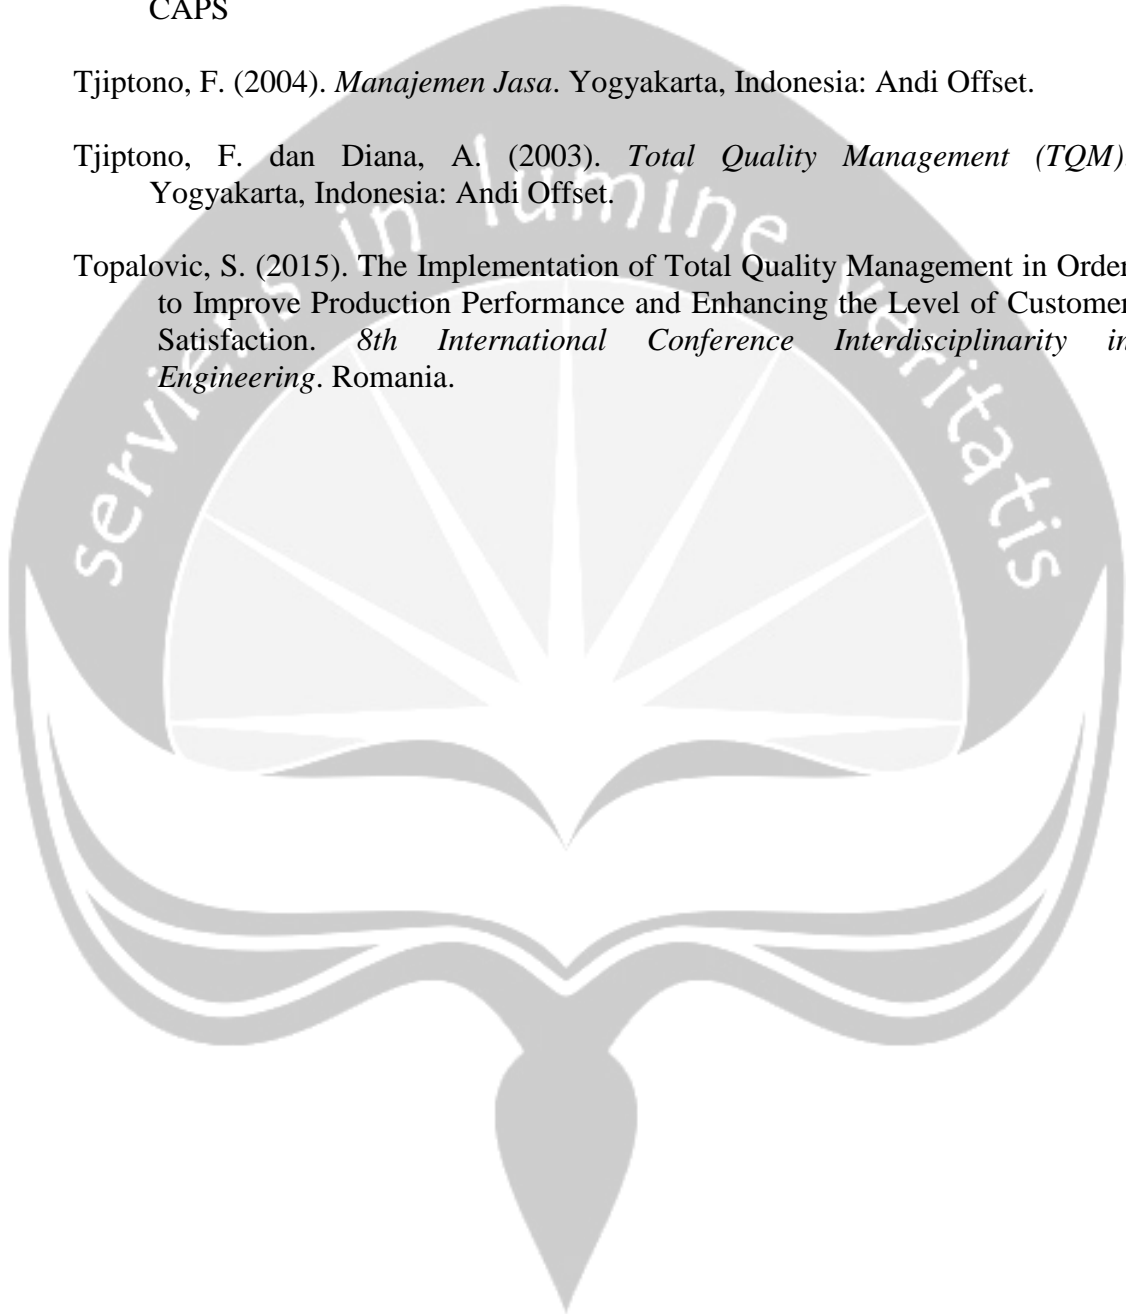 CAPS
Tjiptono, F. (2004). Manajemen Jasa. Yogyakarta, Indonesia: Andi Offset.
Tjiptono, F. dan Diana, A. (2003). Total Quality Management (TQM).
Yogyakarta, Indonesia: Andi Offset.
Topalovic, S. (2015). The Implementation of Total Quality Management in Order
to Improve Production Performance and Enhancing the Level of Customer
Satisfaction. 8th International Conference Interdisciplinarity in
Engineering. Romania.
serviens in lumine veritatis